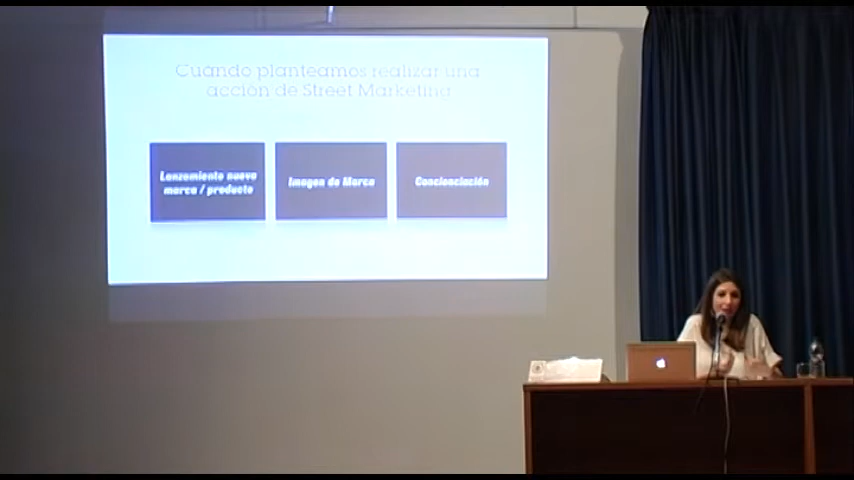 Cuando planteamos realizar una
acción de Street Marketing
Lanzamiento nueva
marca / producto
Imagen de Marca
Concienciación